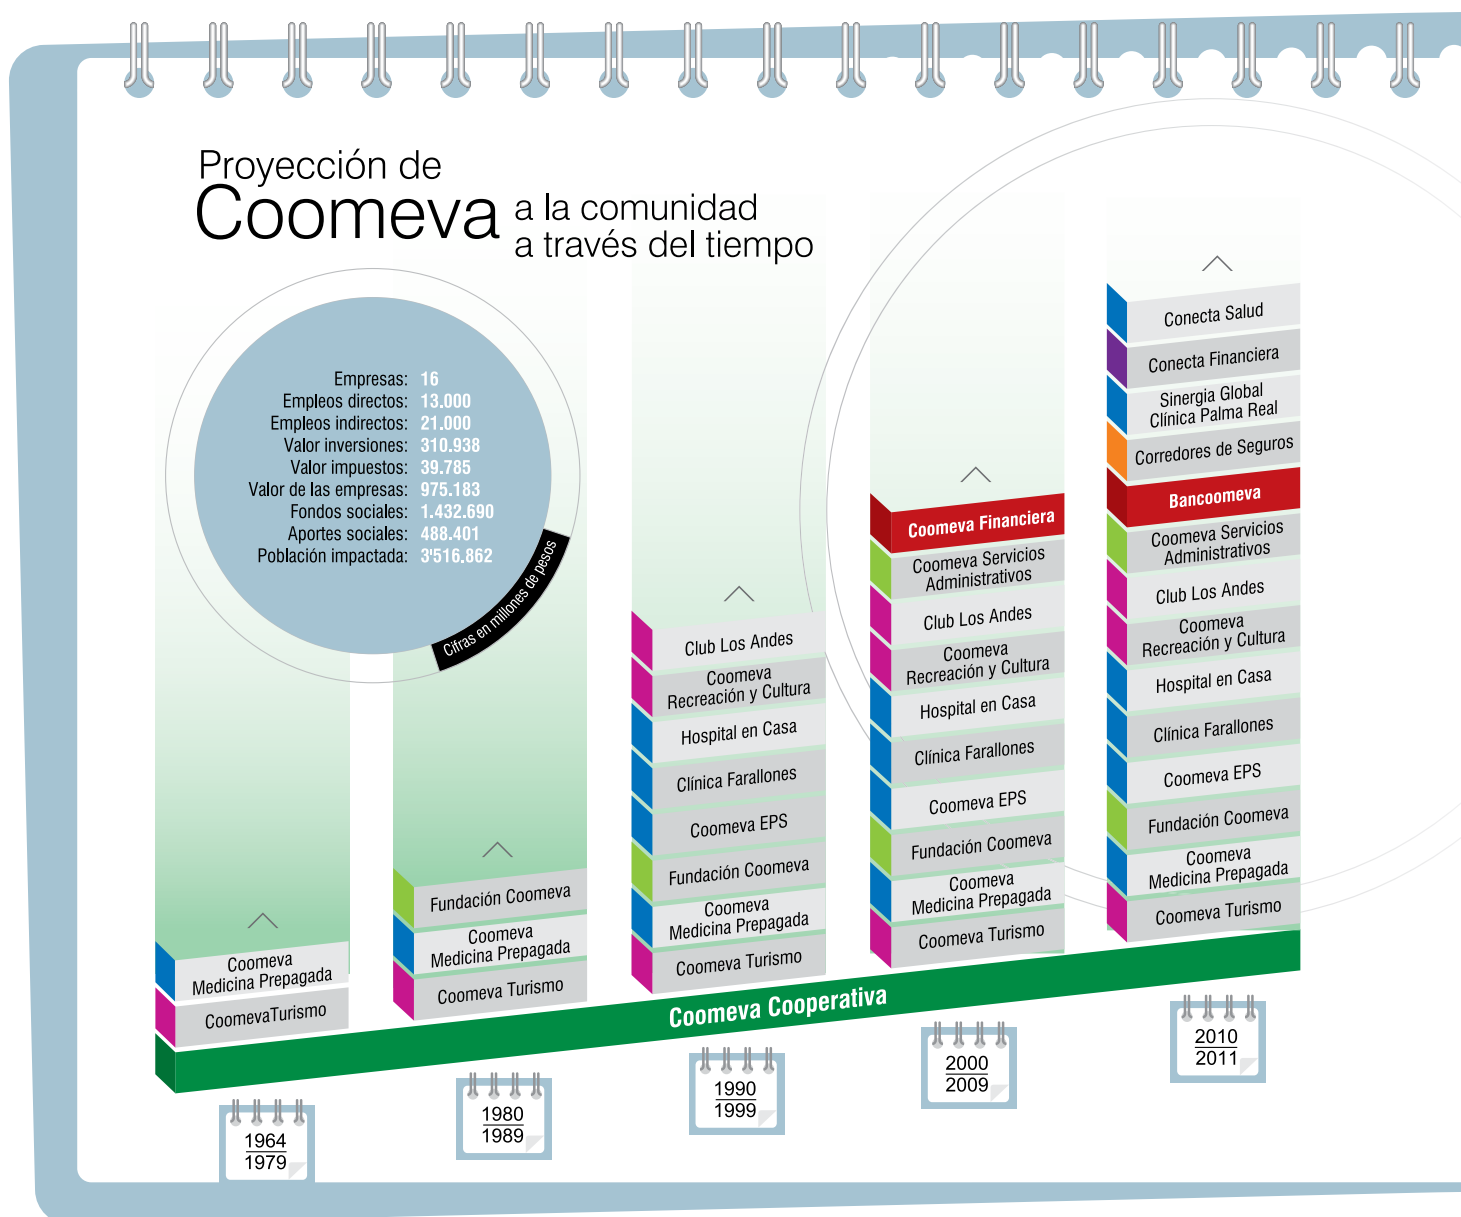 Proyección de
Coomeva a la comunidad
a través del tiempo
Empresas: 16
Empleos directos: 13.000
Empleos indirectos: 21.000
Valor inversiones: 310.938
Valor impuestos: 39.785
Valor de las empresas: 975.183
Fondos sociales: 1.432.690
Aportes sociales: 488.401
Población impactada: 3'516.862
Cifras en millones de pesos
Coomeva
Medicina Prepagada
CoomevaTurismo
1964
1979
Fundación Coomeva
Coomeva
Medicina Prepagada
Coomeva Turismo
1980
1989
Club Los Andes
Coomeva
Recreación y Cultura
Hospital en Casa
Clínica Farallones
Coomeva EPS
Fundación Coomeva
Coomeva
Medicina Prepagada
Coomeva Turismo
1990
1999
Coomeva Financiera
Coomeva Servicios
Administrativos
Club Los Andes
Coomeva
Recreación y Cultura
Hospital en Casa
Clínica Farallones
Coomeva EPS
Fundación Coomeva
Coomeva
Medicina Prepagada
Coomeva Turismo
2000
2009
Conecta Salud
Conecta Financiera
Sinergia Global
Clínica Palma Real
Corredores de Seguros
Bancoomeva
Coomeva Servicios
Administrativos
Club Los Andes
Coomeva
Recreación y Cultura
Hospital en Casa
Clínica Farallones
Coomeva EPS
Fundación Coomeva
Coomeva
Medicina Prepagada
Coomeva Turismo
2010
2011
Coomeva Cooperativa